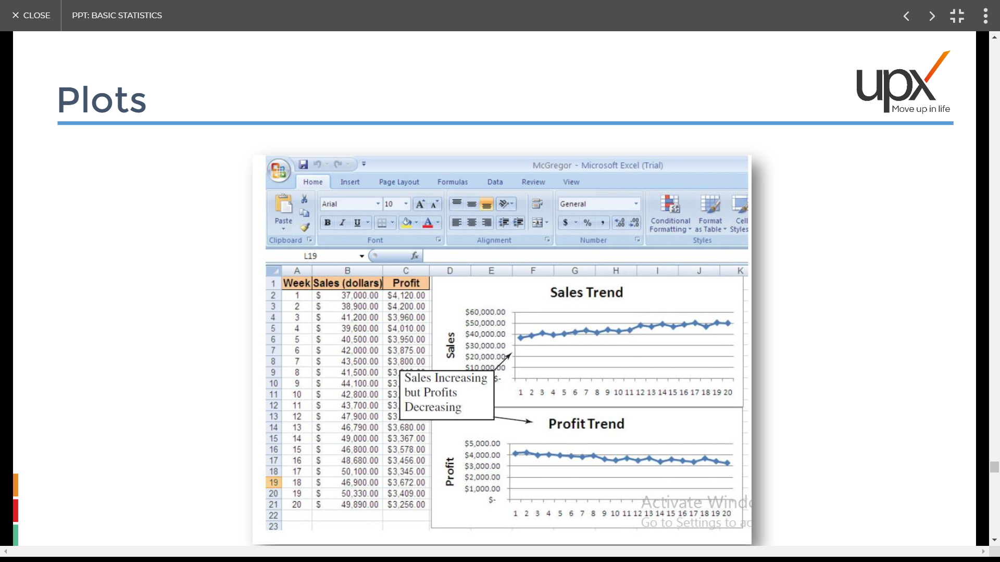 CLOSE
PPT: BASIC STATISTICS
Plots
upx
Move up in life
McGregor - Microsoft Excel (Trial)
Home Insert Page Layout Formulas Data Review View
Arial 10 General
Paste B I U $ % , Conditional Formatting Format as Table Cell Styles
Clipboard Font Alignment Number Styles
L19 fx
A B C D E F G H I J K
1 Week Sales (dollars) Profit
2 1 $ 37,000.00 $4,120.00
3 2 $ 38,900.00 $4,200.00
4 3 $ 41,200.00 $3,960.00
5 4 $ 39,600.00 $4,010.00
6 5 $ 40,500.00 $3,950.00
7 6 $ 42,000.00 $3,875.00
8 7 $ 43,500.00 $3,800.00
9 8 $ 41,500.00 $3,
10 9 $ 44,100.00 $3,
11 10 $ 42,800.00 $3,
12 11 $ 43,700.00 $3,
13 12 $ 47,900.00 $3,
14 13 $ 46,790.00 $3,680.00
15 14 $ 49,000.00 $3,367.00
16 15 $ 46,800.00 $3,578.00
17 16 $ 48,680.00 $3,456.00
18 17 $ 50,100.00 $3,345.00
19 18 $ 46,900.00 $3,672.00
20 19 $ 50,330.00 $3,409.00
21 20 $ 49,890.00 $3,256.00
22
23
Sales Trend
Sales
$60,000.00
$50,000.00
$40,000.00
$30,000.00
$20,000.00
$10,000.00
$-
1 2 3 4 5 6 7 8 9 10 11 12 13 14 15 16 17 18 19 20
Sales Increasing
but Profits
Decreasing
Profit Trend
Profit
$5,000.00
$4,000.00
$3,000.00
$2,000.00
$1,000.00
$-
1 2 3 4 5 6 7 8 9 10 11 12 13 14 15 16 17 18 19 20
Activate Windo
Go to Settings to ac